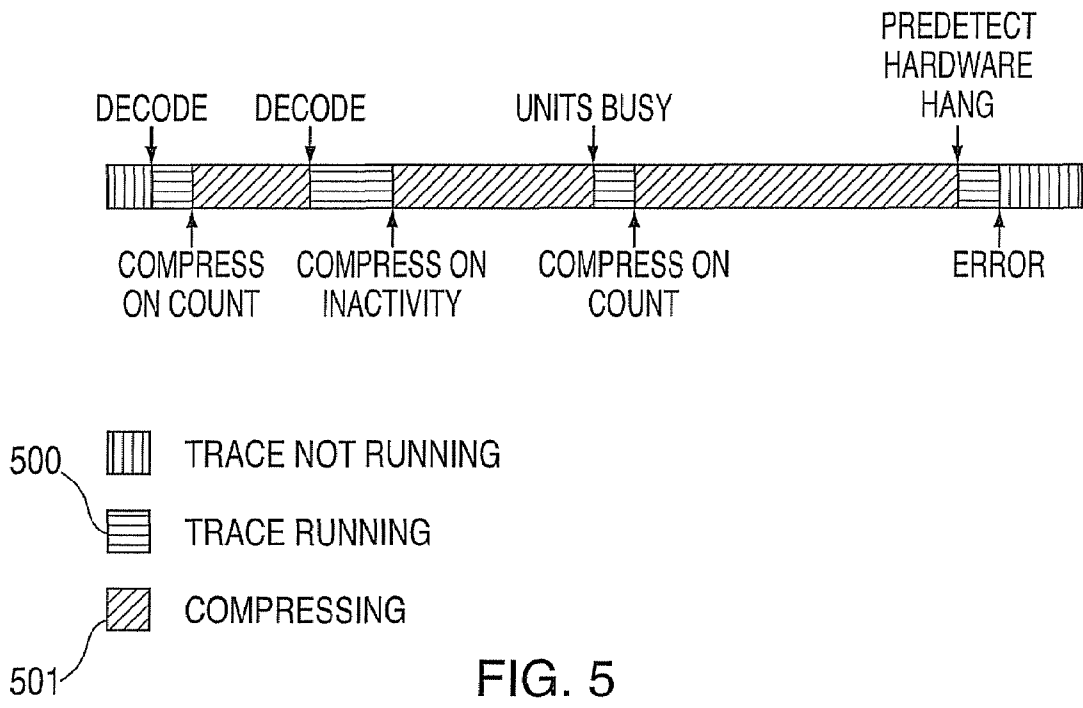 PREDETECT
HARDWARE
HANG
DECODE
DECODE
UNITS BUSY
COMPRESS
ON COUNT
COMPRESS ON
INACTIVITY
COMPRESS ON
COUNT
ERROR
500
TRACE NOT RUNNING
TRACE RUNNING
COMPRESSING
501
FIG. 5